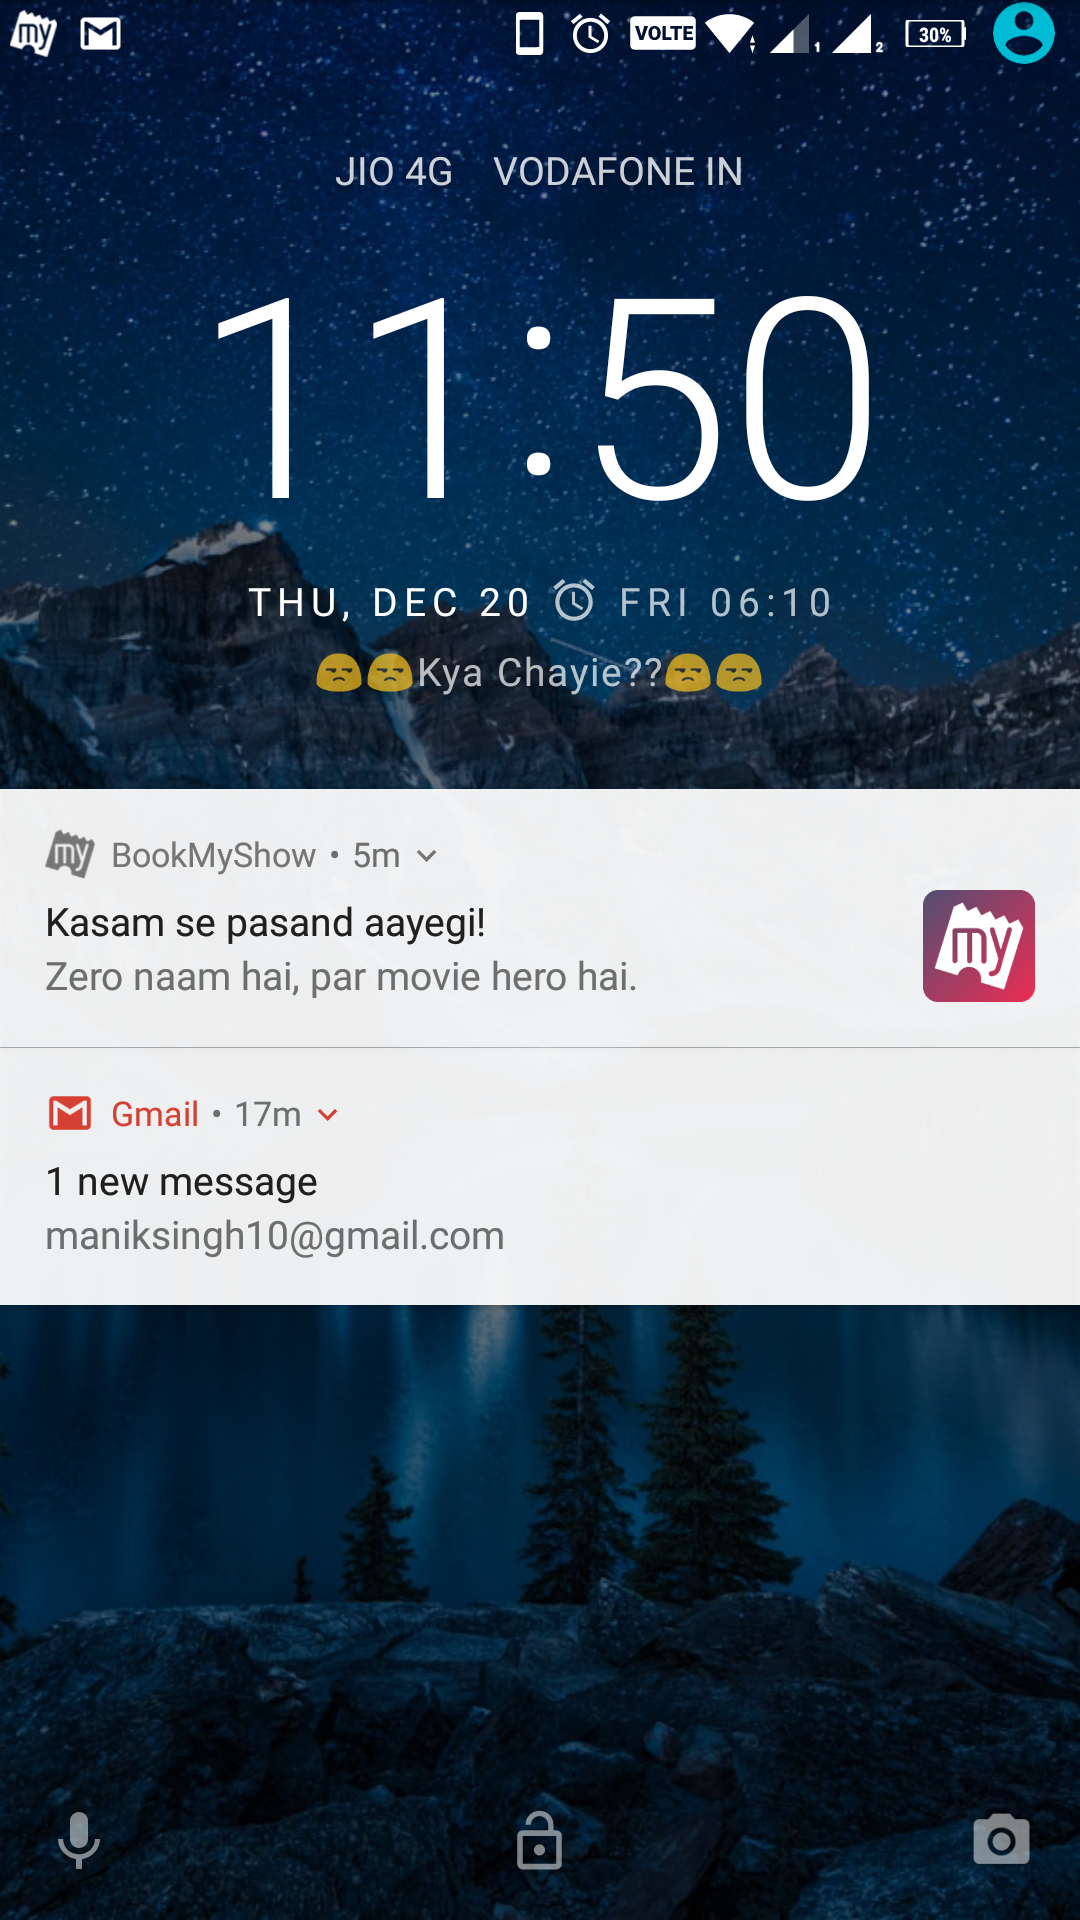 my
VOLTE
1
2
30%
JIO 4G VODAFONE IN
11:50
THU, DEC 20 FRI 06:10
😒😒Kya Chayie??😒😒
BookMyShow • 5m
Kasam se pasand aayegi!
Zero naam hai, par movie hero hai.
my
Gmail • 17m
1 new message
maniksingh10@gmail.com